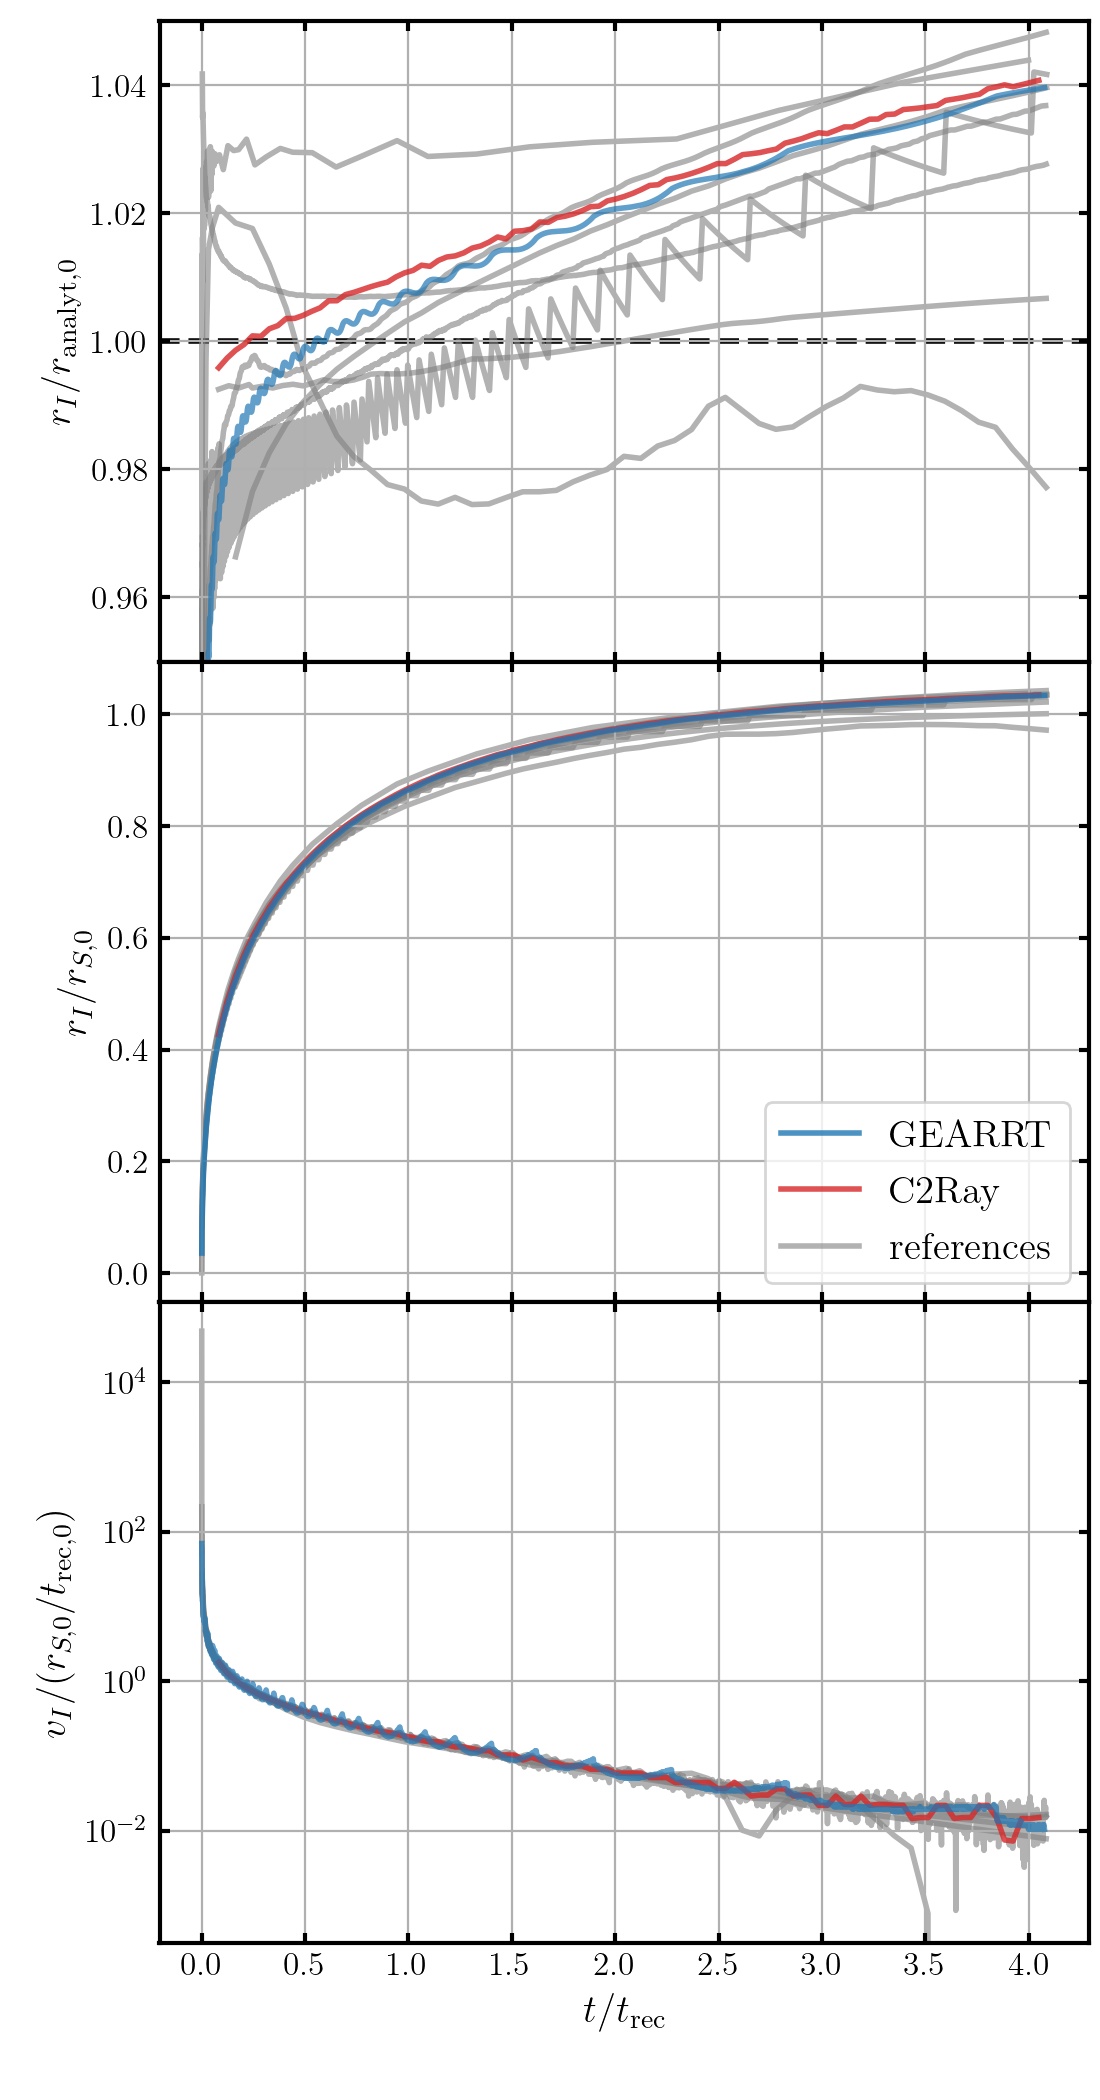 1.04
1.02
1.00
0.98
0.96
r_I/r_analyt,0
1.0
0.8
0.6
0.4
0.2
0.0
r_I/r_S,0
GEARRT
C2Ray
references
10^4
10^2
10^0
10^−2
v_I/(r_S,0/t_rec,0)
0.0 0.5 1.0 1.5 2.0 2.5 3.0 3.5 4.0
t/t_rec